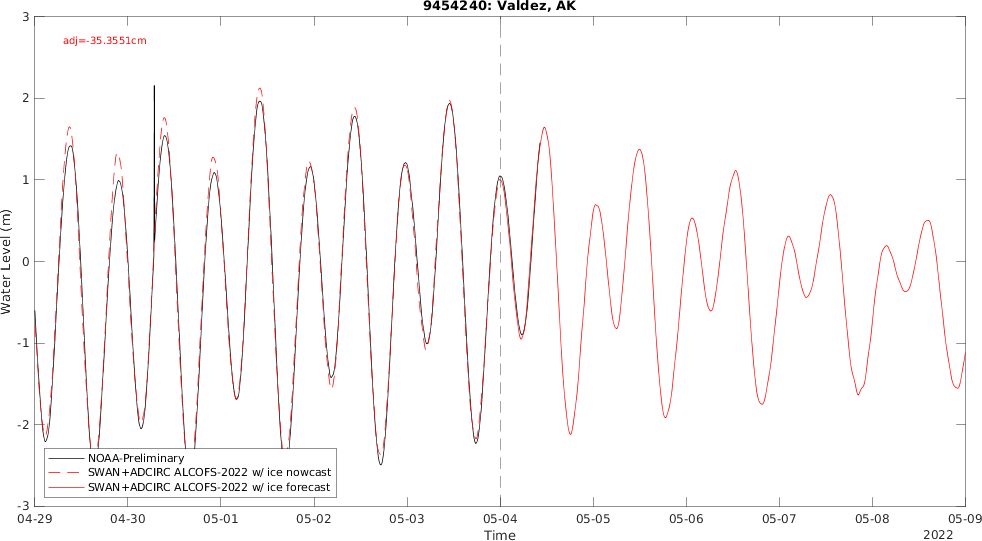 9454240: Valdez, AK
adj=-35.3551cm
3
2
1
0
-1
-2
-3
Water Level (m)
NOAA-Preliminary
SWAN+ADCIRC ALCOFS-2022 w/ ice nowcast
SWAN+ADCIRC ALCOFS-2022 w/ ice forecast
04-29 04-30 05-01 05-02 05-03 05-04 05-05 05-06 05-07 05-08 05-09
Time
2022